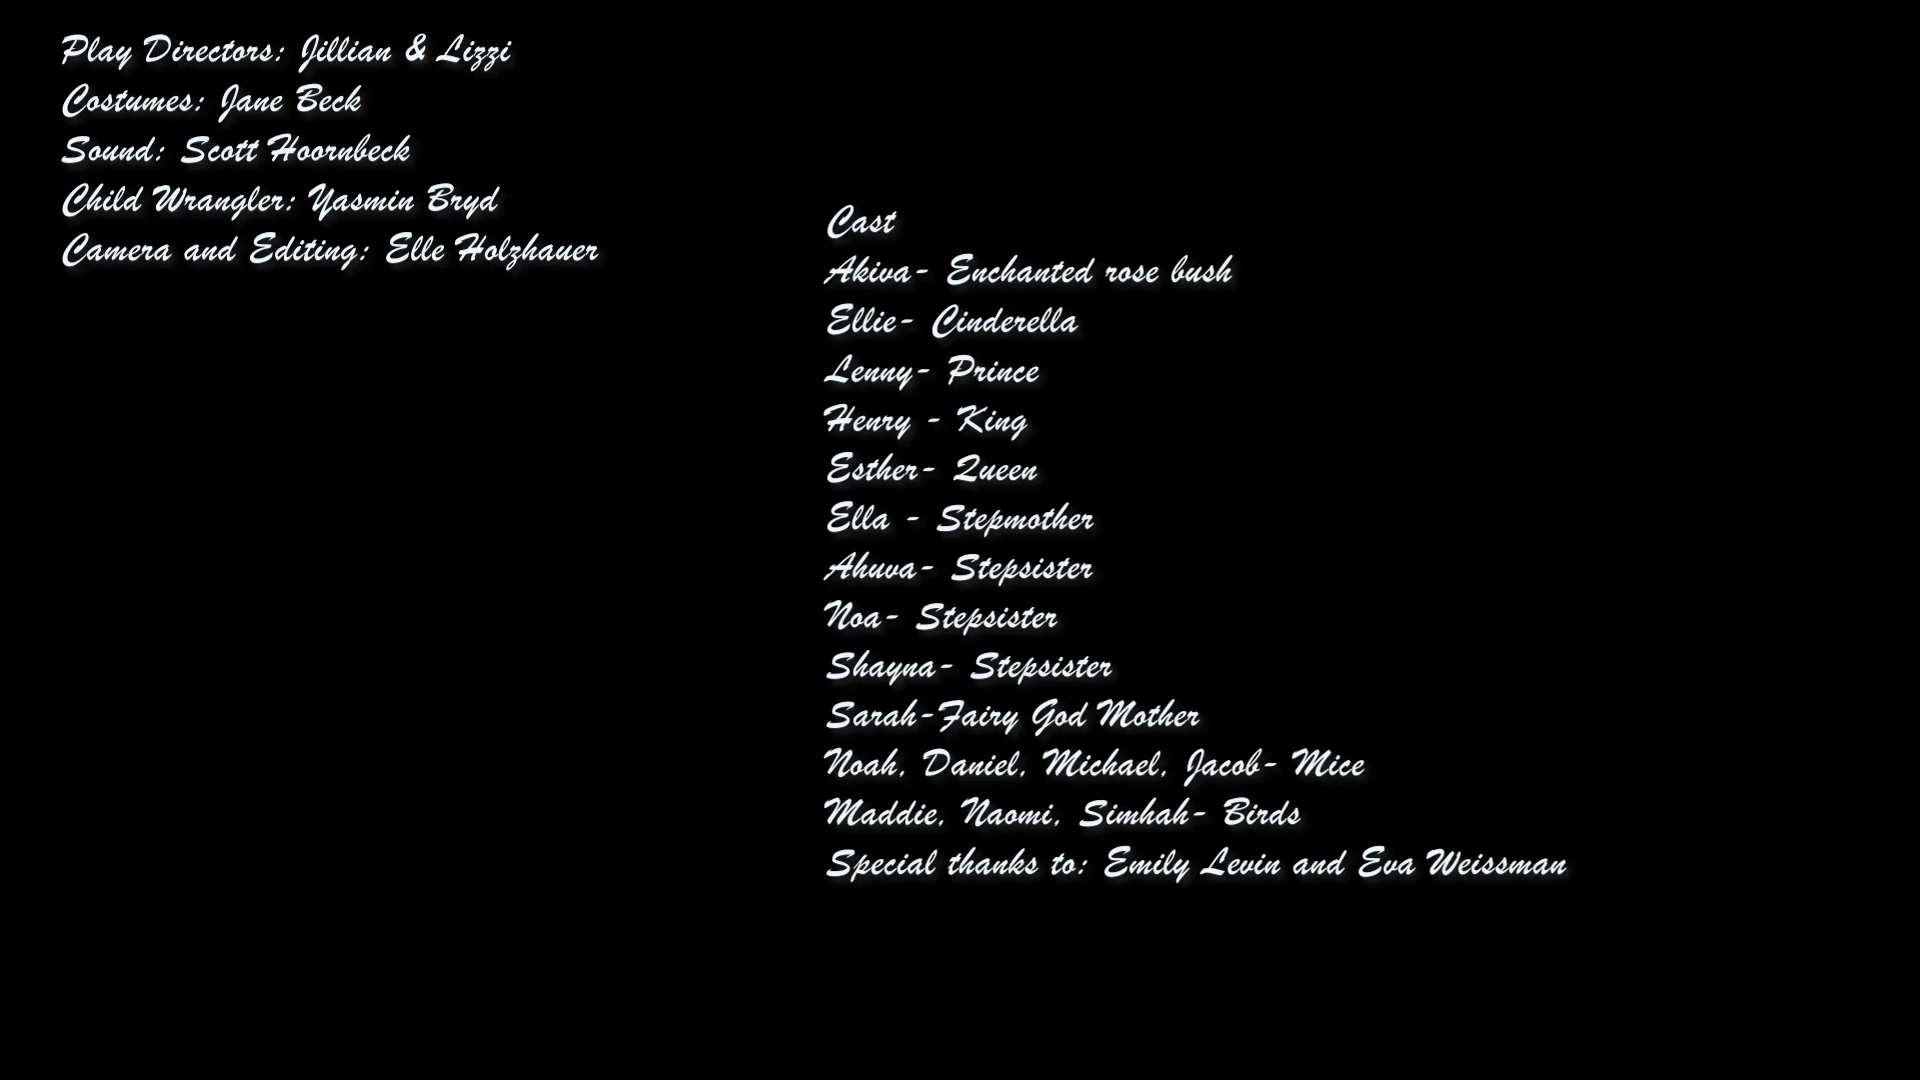 Play Directors: Jillian & Lizzi
Costumes: Jane Beck
Sound: Scott Hoornbeck
Child Wrangler: Yasmin Bryd
Camera and Editing: Elle Holzhauer
Cast
Akiva- Enchanted rose bush
Ellie- Cinderella
Lenny- Prince
Henry - King
Esther- Queen
Ella - Stepmother
Ahuva- Stepsister
Noa- Stepsister
Shayna- Stepsister
Sarah-Fairy God Mother
Noah, Daniel, Michael, Jacob- Mice
Maddie, Naomi, Simhah- Birds
Special thanks to: Emily Levin and Eva Weissman